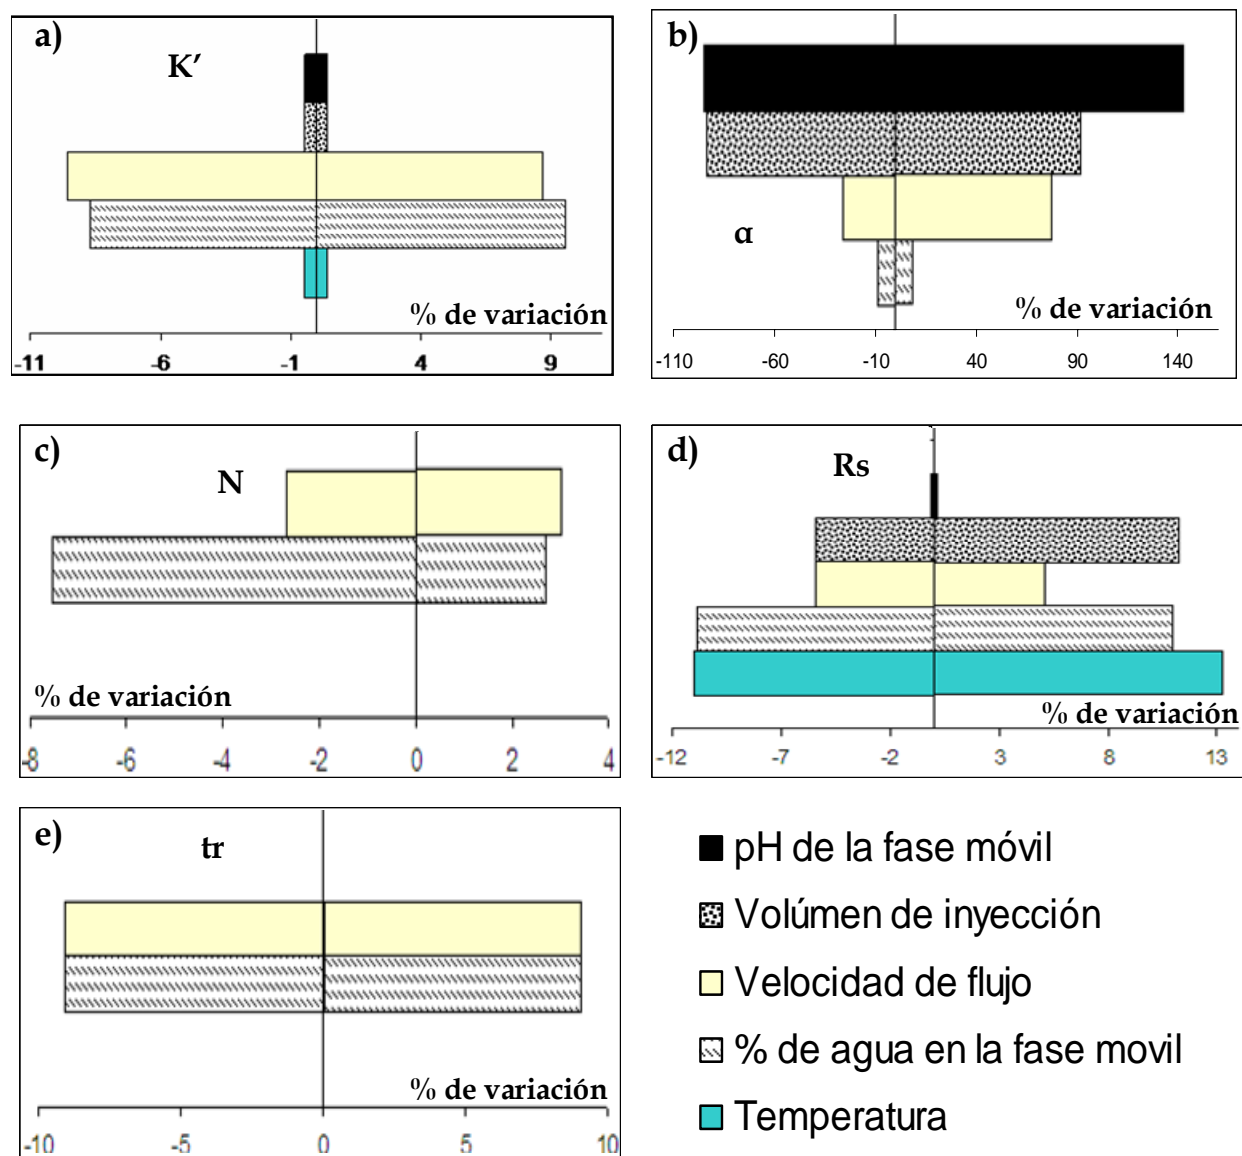 a)
K′
% de variación
-11 -6 -1 4 9
b)
α
% de variación
-110 -60 -10 40 90 140
c)
N
% de variación
-8 -6 -4 -2 0 2 4
d)
Rs
% de variación
-12 -7 -2 3 8 13
e)
tr
% de variación
-10 -5 0 5 10
pH de la fase móvil
Volúmen de inyección
Velocidad de flujo
% de agua en la fase movil
Temperatura